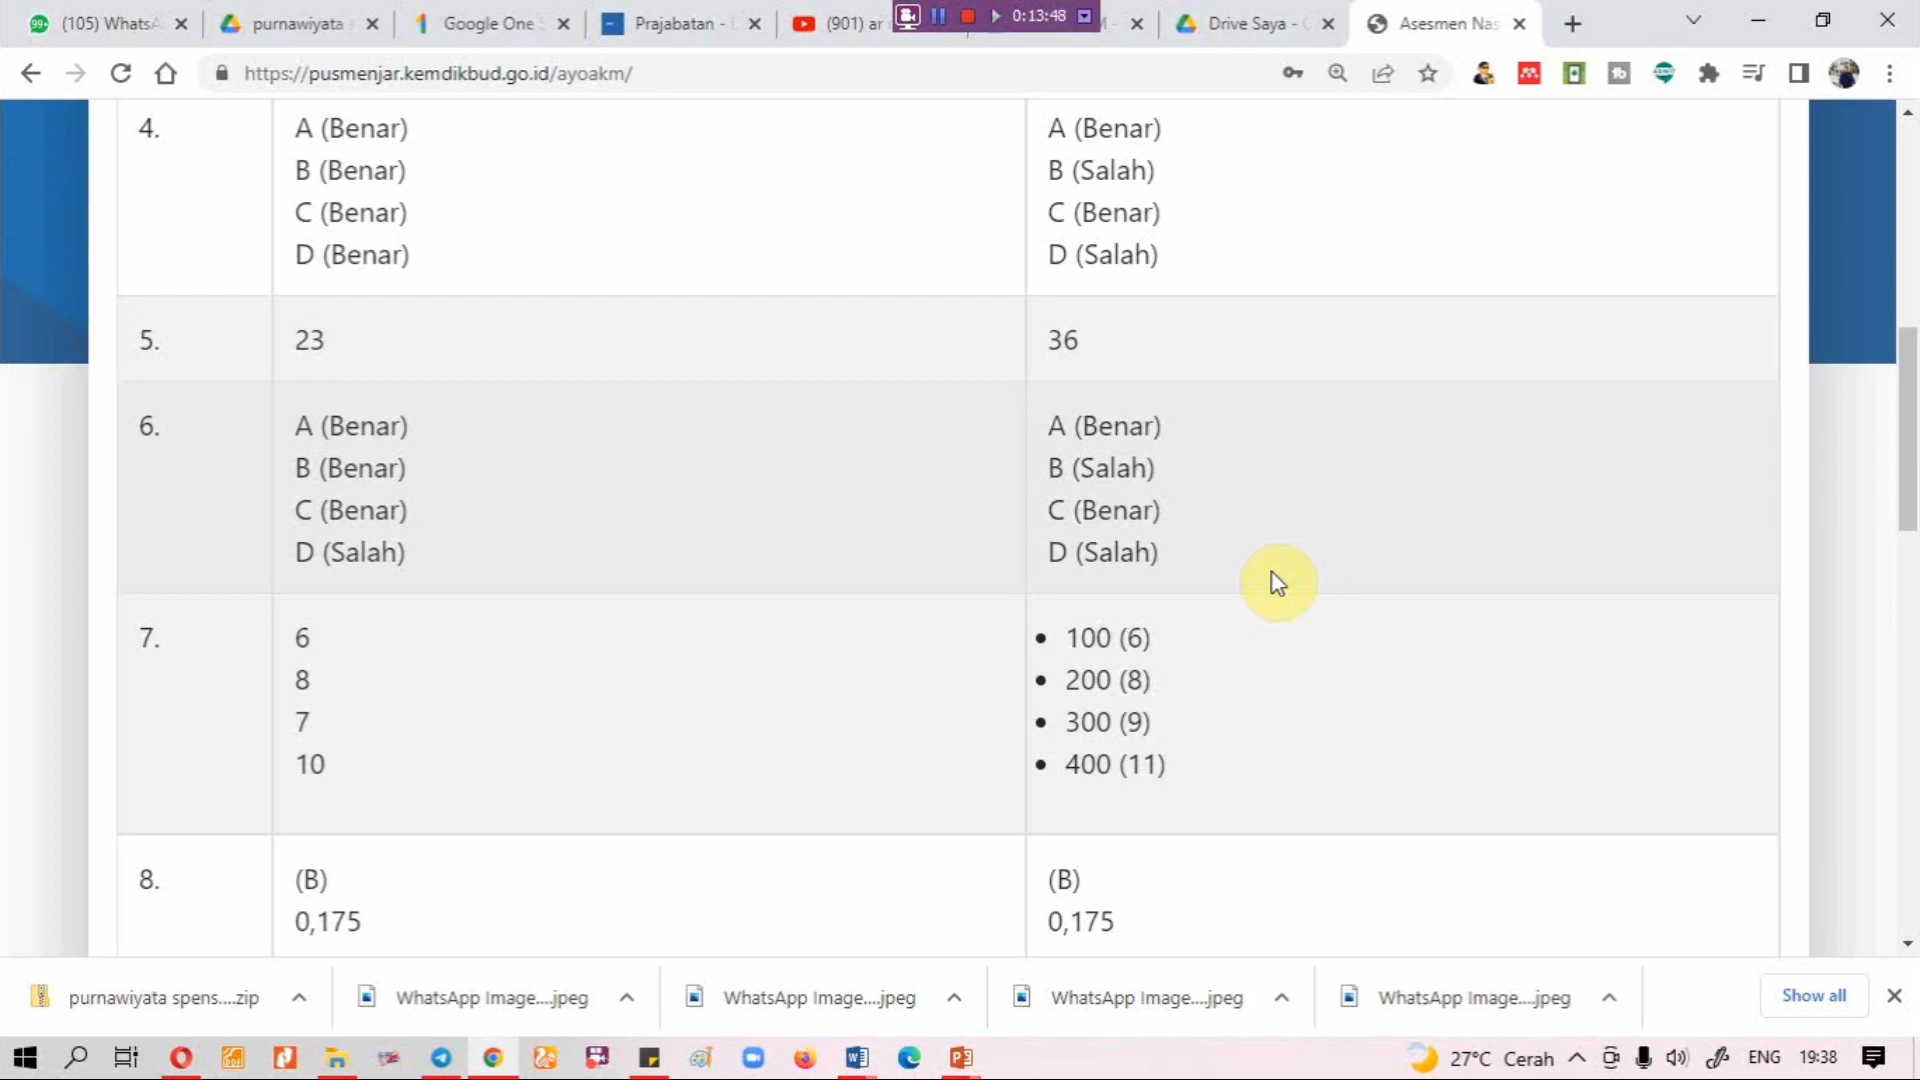 (105) WhatsA
purnawiyata
Google One
Prajabatan -
(901) ar
0:13:48
Drive Saya -
Asesmen Nas
https://pusmenjar.kemdikbud.go.id/ayoakm/
4.
A (Benar)
B (Benar)
C (Benar)
D (Benar)
A (Benar)
B (Salah)
C (Benar)
D (Salah)
5.
23
36
6.
A (Benar)
B (Benar)
C (Benar)
D (Salah)
A (Benar)
B (Salah)
C (Benar)
D (Salah)
7.
6
8
7
10
• 100 (6)
• 200 (8)
• 300 (9)
• 400 (11)
8.
(B)
0,175
(B)
0,175
purnawiyata spens....zip
WhatsApp Image....jpeg
WhatsApp Image....jpeg
WhatsApp Image....jpeg
WhatsApp Image....jpeg
Show all
27°C Cerah
ENG
19:38